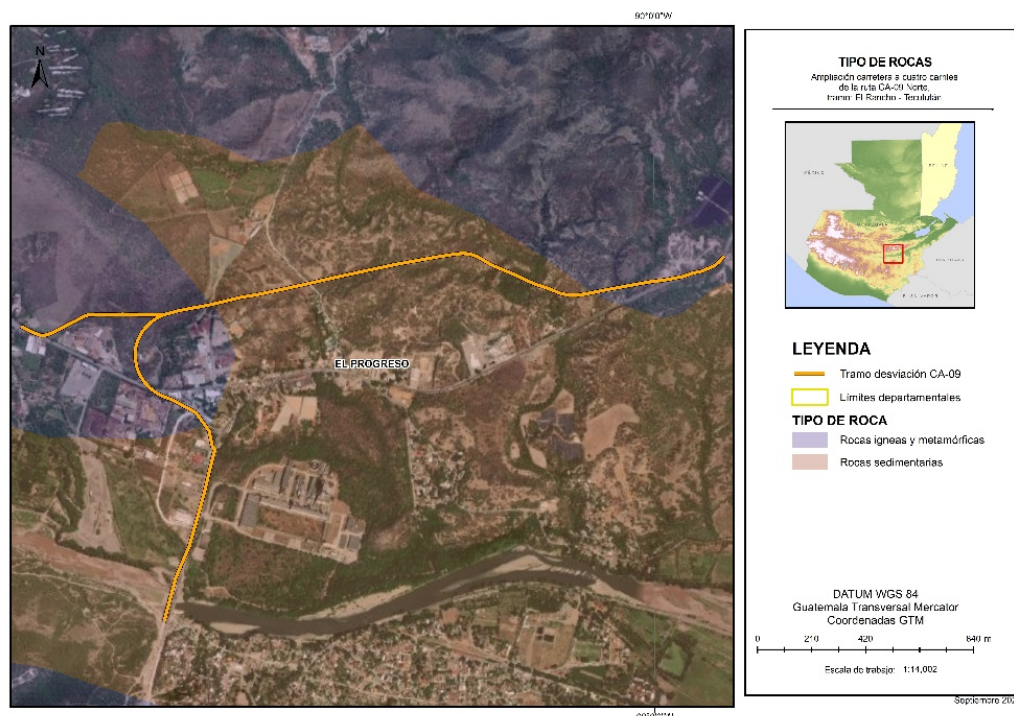 90°0'0"W
N
TIPO DE ROCAS
Ampliación carretera a cuatro carriles
de la ruta CA-09 Norte,
tramo: El Rancho - Teculután
EL PROGRESO
LEYENDA
Tramo desviación CA-09
Límites departamentales
TIPO DE ROCA
Rocas ígneas y metamórficas
Rocas sedimentarias
DATUM WGS 84
Guatemala Transversal Mercator
Coordenadas GTM
0 210 420 840 m
Escala de trabajo: 1:14,002
Septiembre